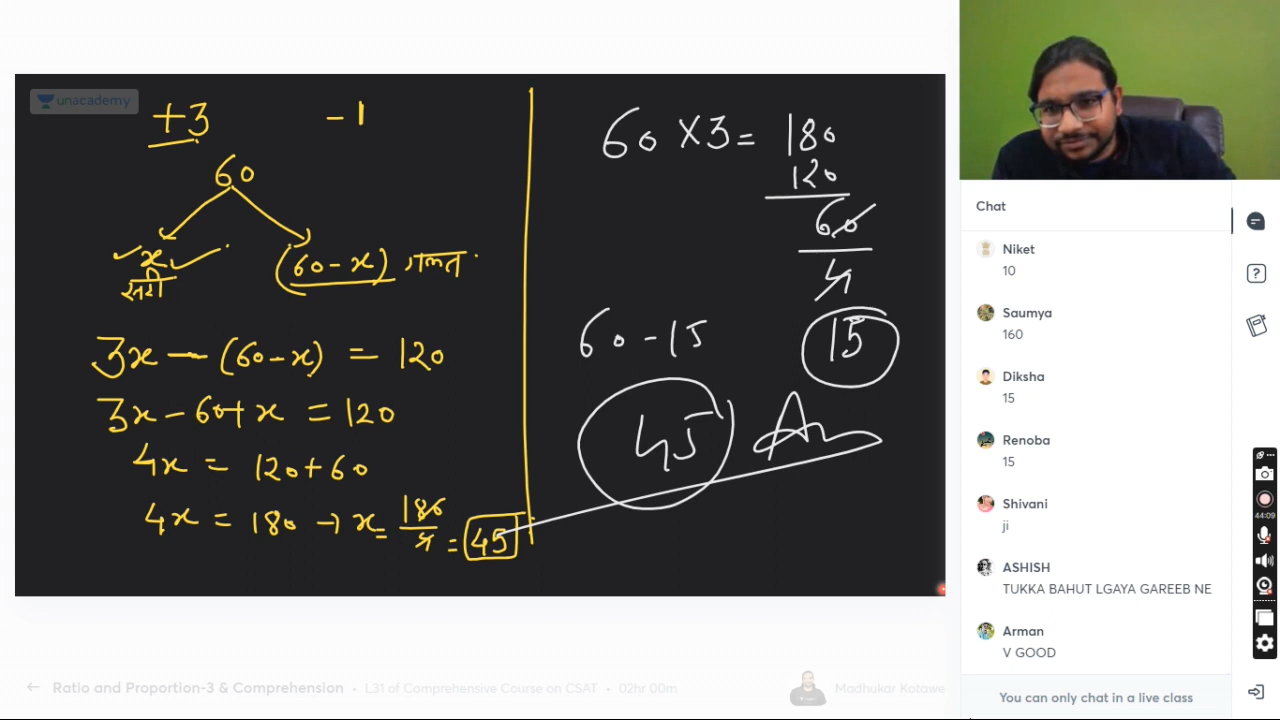 unacademy
+3 -1
60
x (60-x) गलत
सही
3x - (60-x) = 120
3x - 60 + x = 120
4x = 120 + 60
4x = 180 → x = 180/4 = 45
60 X 3 = 180
120
60
4
15
60-15
45 An
Chat
Niket
10
Saumya
160
Diksha
15
Renoba
15
Shivani
ji
ASHISH
TUKKA BAHUT LGAYA GAREEB NE
Arman
V GOOD
You can only chat in a live class
44:09
← Ratio and Proportion-3 & Comprehension • L31 of Comprehensive Course on CSAT • 02hr 00m
Madhukar Kotawe